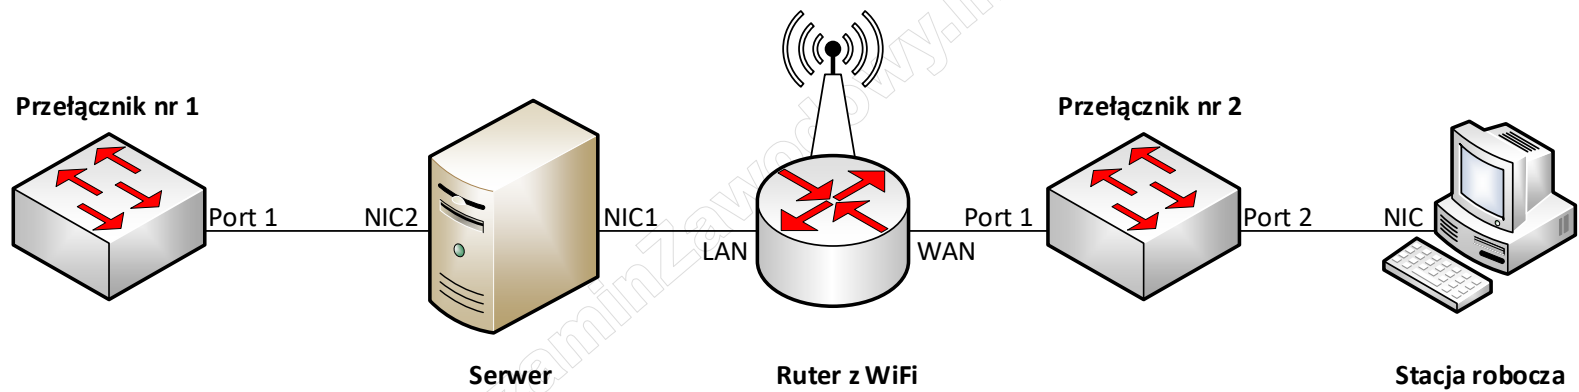 Przełącznik nr 1
Przełącznik nr 2
Port 1
NIC2
NIC1
LAN
WAN
Port 1
Port 2
NIC
Serwer
Ruter z WiFi
Stacja robocza